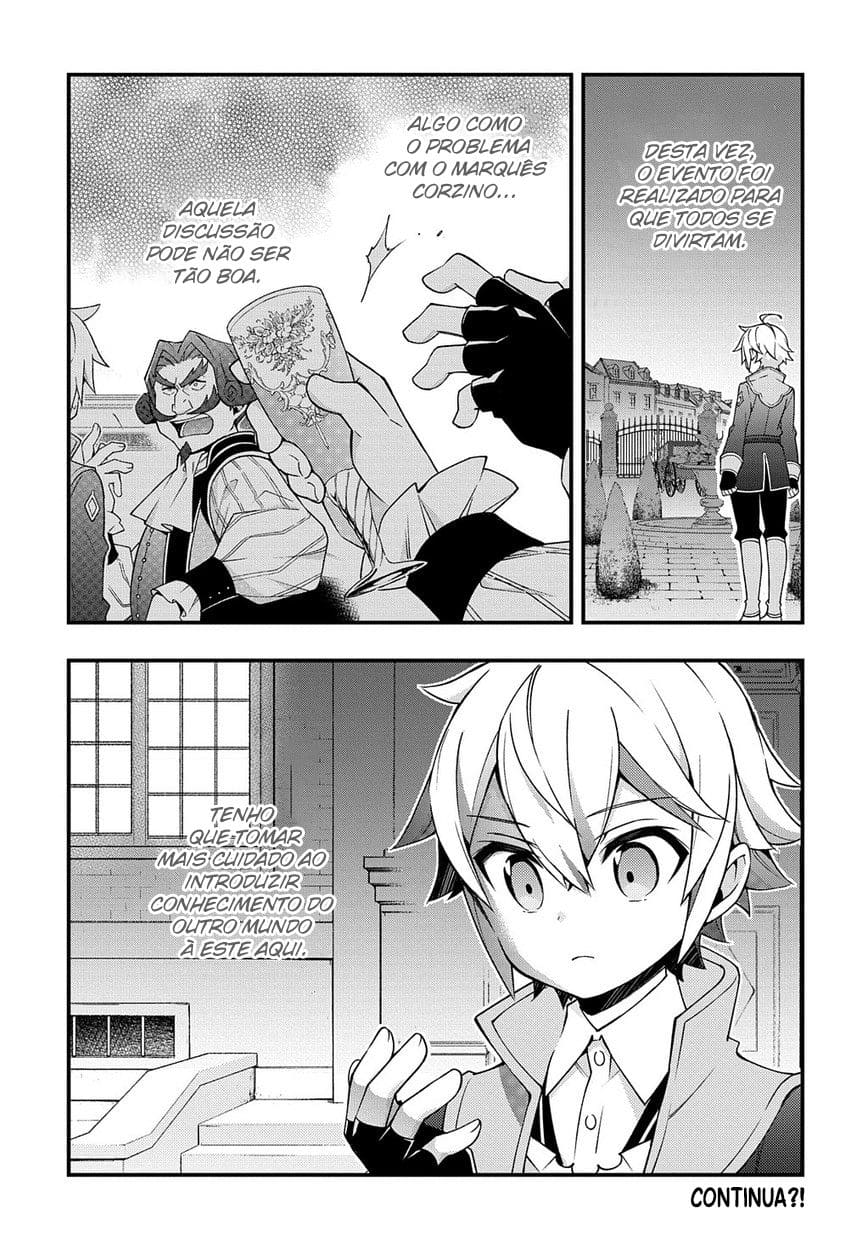 DESTA VEZ,
O EVENTO FOI
REALIZADO PARA
QUE TODOS SE
DIVIRTAM.
ALGO COMO
O PROBLEMA
COM O MARQUÊS
CORZINO...
AQUELA
DISCUSSÃO
PODE NÃO SER
TÃO BOA.
TENHO
QUE TOMAR
MAIS CUIDADO AO
INTRODUZIR
CONHECIMENTO DO
OUTRO MUNDO
À ESTE AQUI.
CONTINUA?!